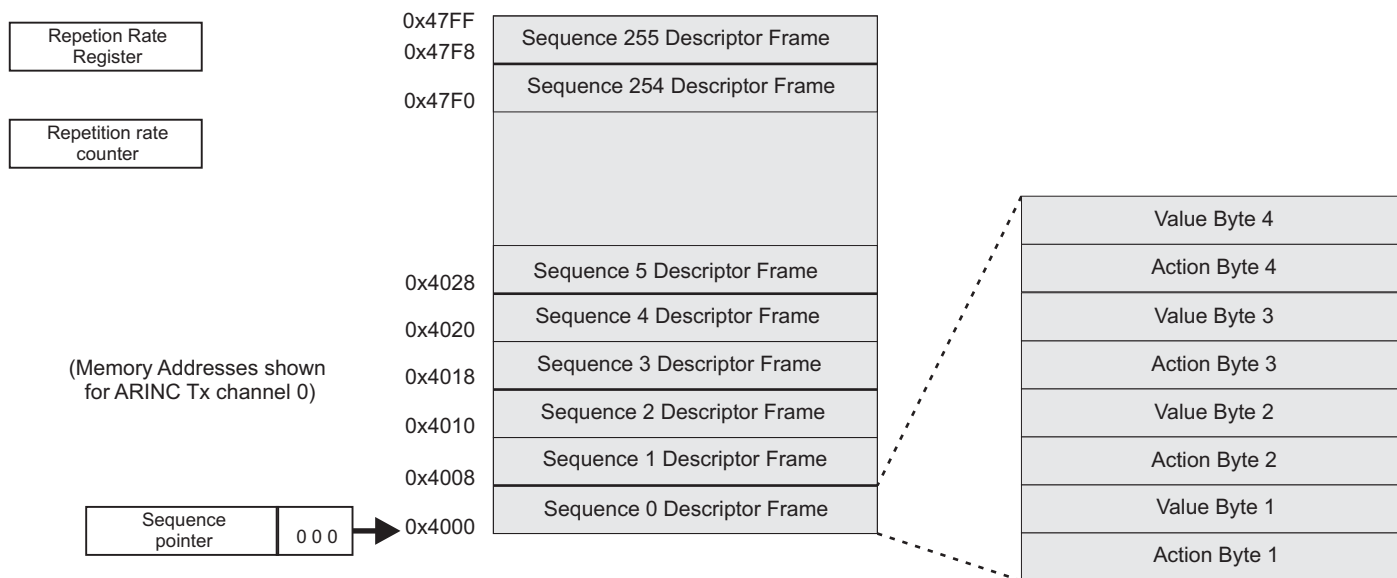 Repetion Rate
Register
Repetition rate
counter
(Memory Addresses shown
for ARINC Tx channel 0)
Sequence
pointer
0 0 0
0x47FF
Sequence 255 Descriptor Frame
0x47F8
Sequence 254 Descriptor Frame
0x47F0
Sequence 5 Descriptor Frame
0x4028
Sequence 4 Descriptor Frame
0x4020
Sequence 3 Descriptor Frame
0x4018
Sequence 2 Descriptor Frame
0x4010
Sequence 1 Descriptor Frame
0x4008
Sequence 0 Descriptor Frame
0x4000
Value Byte 4
Action Byte 4
Value Byte 3
Action Byte 3
Value Byte 2
Action Byte 2
Value Byte 1
Action Byte 1